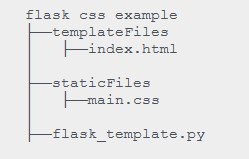 flask css example
├──templateFiles
│   ├──index.html
│
├──staticFiles
│   ├──main.css
│
├──flask_template.py